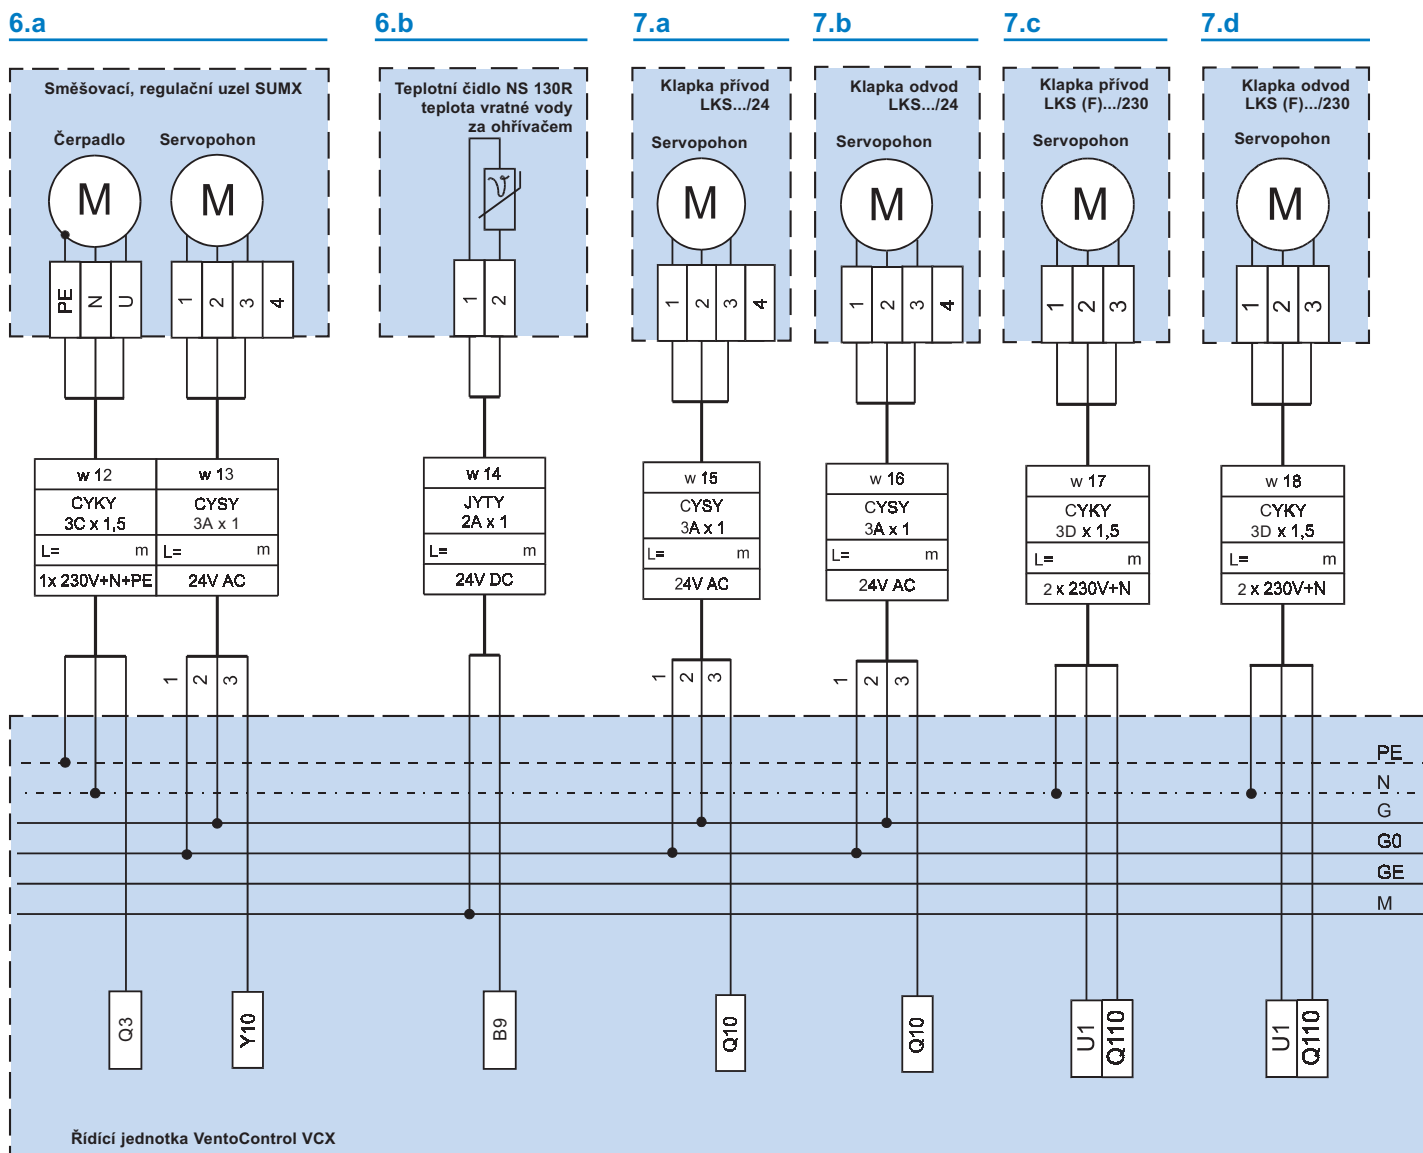 6.a
6.b
7.a
7.b
7.c
7.d
Směšovací, regulační uzel SUMX
Čerpadlo
Servopohon
M
M
PE
N
U
1
2
3
4
Teplotní čidlo NS 130R
teplota vratné vody
za ohřívačem
ϑ
1
2
Klapka přívod
LKS.../24
Servopohon
M
1
2
3
4
Klapka odvod
LKS.../24
Servopohon
M
1
2
3
4
Klapka přívod
LKS (F).../230
Servopohon
M
1
2
3
Klapka odvod
LKS (F).../230
Servopohon
M
1
2
3
w 12
CYKY
3C x 1,5
L= m
1x 230V+N+PE
w 13
CYSY
3A x 1
L= m
24V AC
w 14
JYTY
2A x 1
L= m
24V DC
w 15
CYSY
3A x 1
L= m
24V AC
w 16
CYSY
3A x 1
L= m
24V AC
w 17
CYKY
3D x 1,5
L= m
2 x 230V+N
w 18
CYKY
3D x 1,5
L= m
2 x 230V+N
1
2
3
1
2
3
1
2
3
PE
N
G
G0
GE
M
Q3
Y10
B9
Q10
Q10
U1
Q110
U1
Q110
Řídící jednotka VentoControl VCX